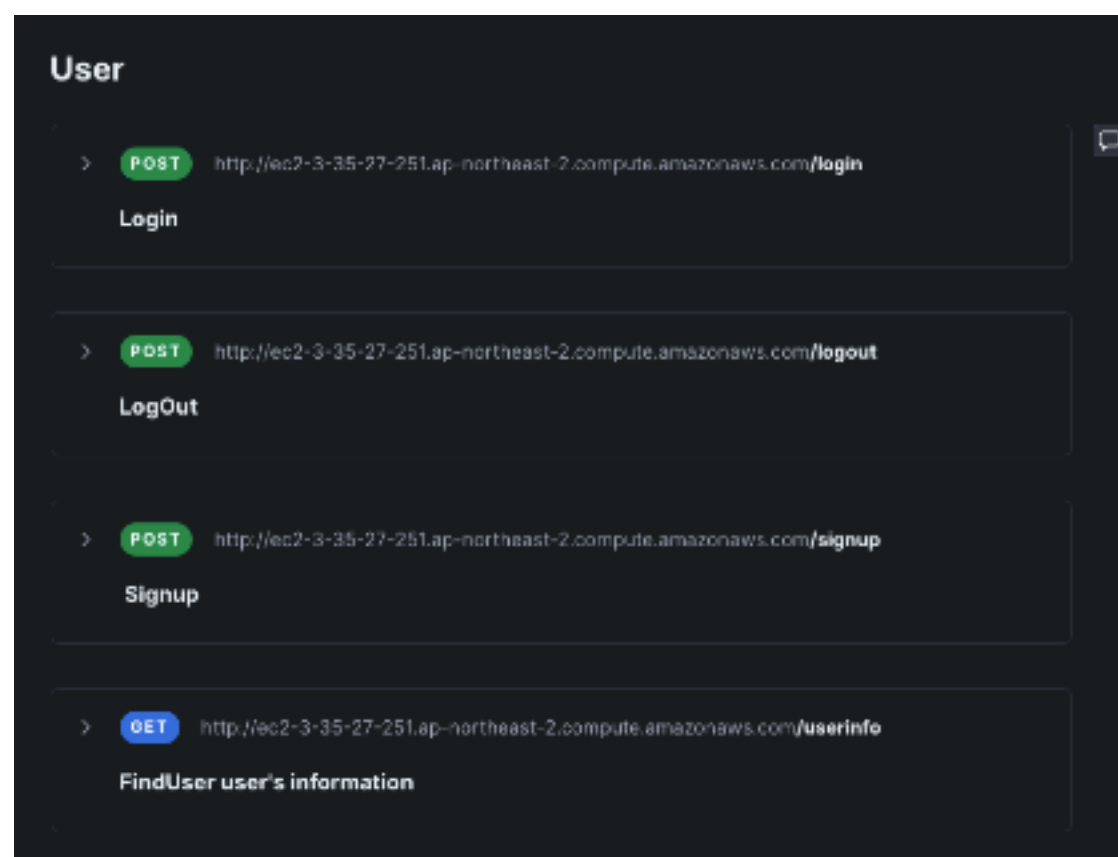 User
POST http://ec2-3-35-27-251.ap-northeast-2.compute.amazonaws.com/login
Login
POST http://ec2-3-35-27-251.ap-northeast-2.compute.amazonaws.com/logout
LogOut
POST http://ec2-3-35-27-251.ap-northeast-2.compute.amazonaws.com/signup
Signup
GET http://ec2-3-35-27-251.ap-northeast-2.compute.amazonaws.com/userinfo
FindUser user's information